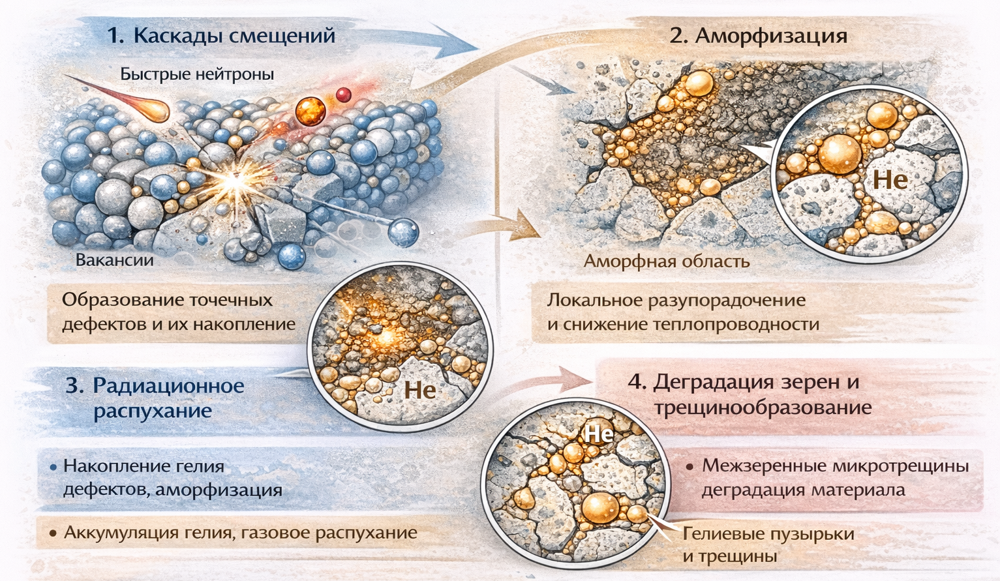 1. Каскады смещений
Быстрые нейтроны
Вакансии
Образование точечных
дефектов и их накопление
2. Аморфизация
He
Аморфная область
Локальное разупорадочение
и снижение теплопроводности
3. Радиационное
распухание
He
• Накопление гелия
дефектов, аморфизация
• Аккумуляция гелия, газовое распухание
4. Деградация зерен и
трещинообразование
He
• Межзеренные микротрещины
деградация материала
Гелиевые пузырьки
и трещины